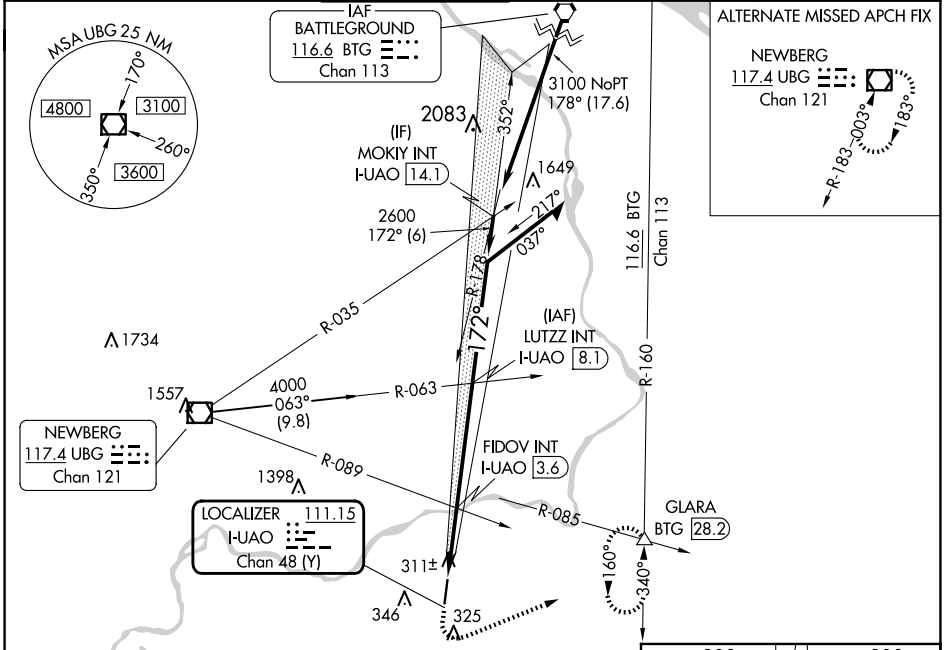 MSA UBG 25 NM
170°
4800
3100
260°
350°
3600
IAF
BATTLEGROUND
116.6 BTG
Chan 113
3100 NoPT
178° (17.6)
ALTERNATE MISSED APCH FIX
NEWBERG
117.4 UBG
Chan 121
R-183
003°
183°
2083
352°
(IF)
MOKIY INT
I-UAO 14.1
1649
217°
037°
2600
172° (6)
R-178
116.6 BTG
Chan 113
R-035
172°
1734
(IAF)
LUTZZ INT
I-UAO 8.1
R-160
1557
4000
063°
(9.8)
R-063
NEWBERG
117.4 UBG
Chan 121
R-089
FIDOV INT
I-UAO 3.6
1398
LOCALIZER 111.15
I-UAO
Chan 48 (Y)
R-085
GLARA
BTG 28.2
311±
160°
340°
346
325